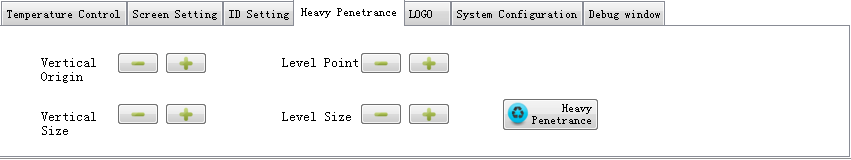 Temperature Control Screen Setting ID Setting Heavy Penetrance LOGO System Configuration Debug window
Vertical
Origin
Level Point
Vertical
Size
Level Size
Heavy
Penetrance